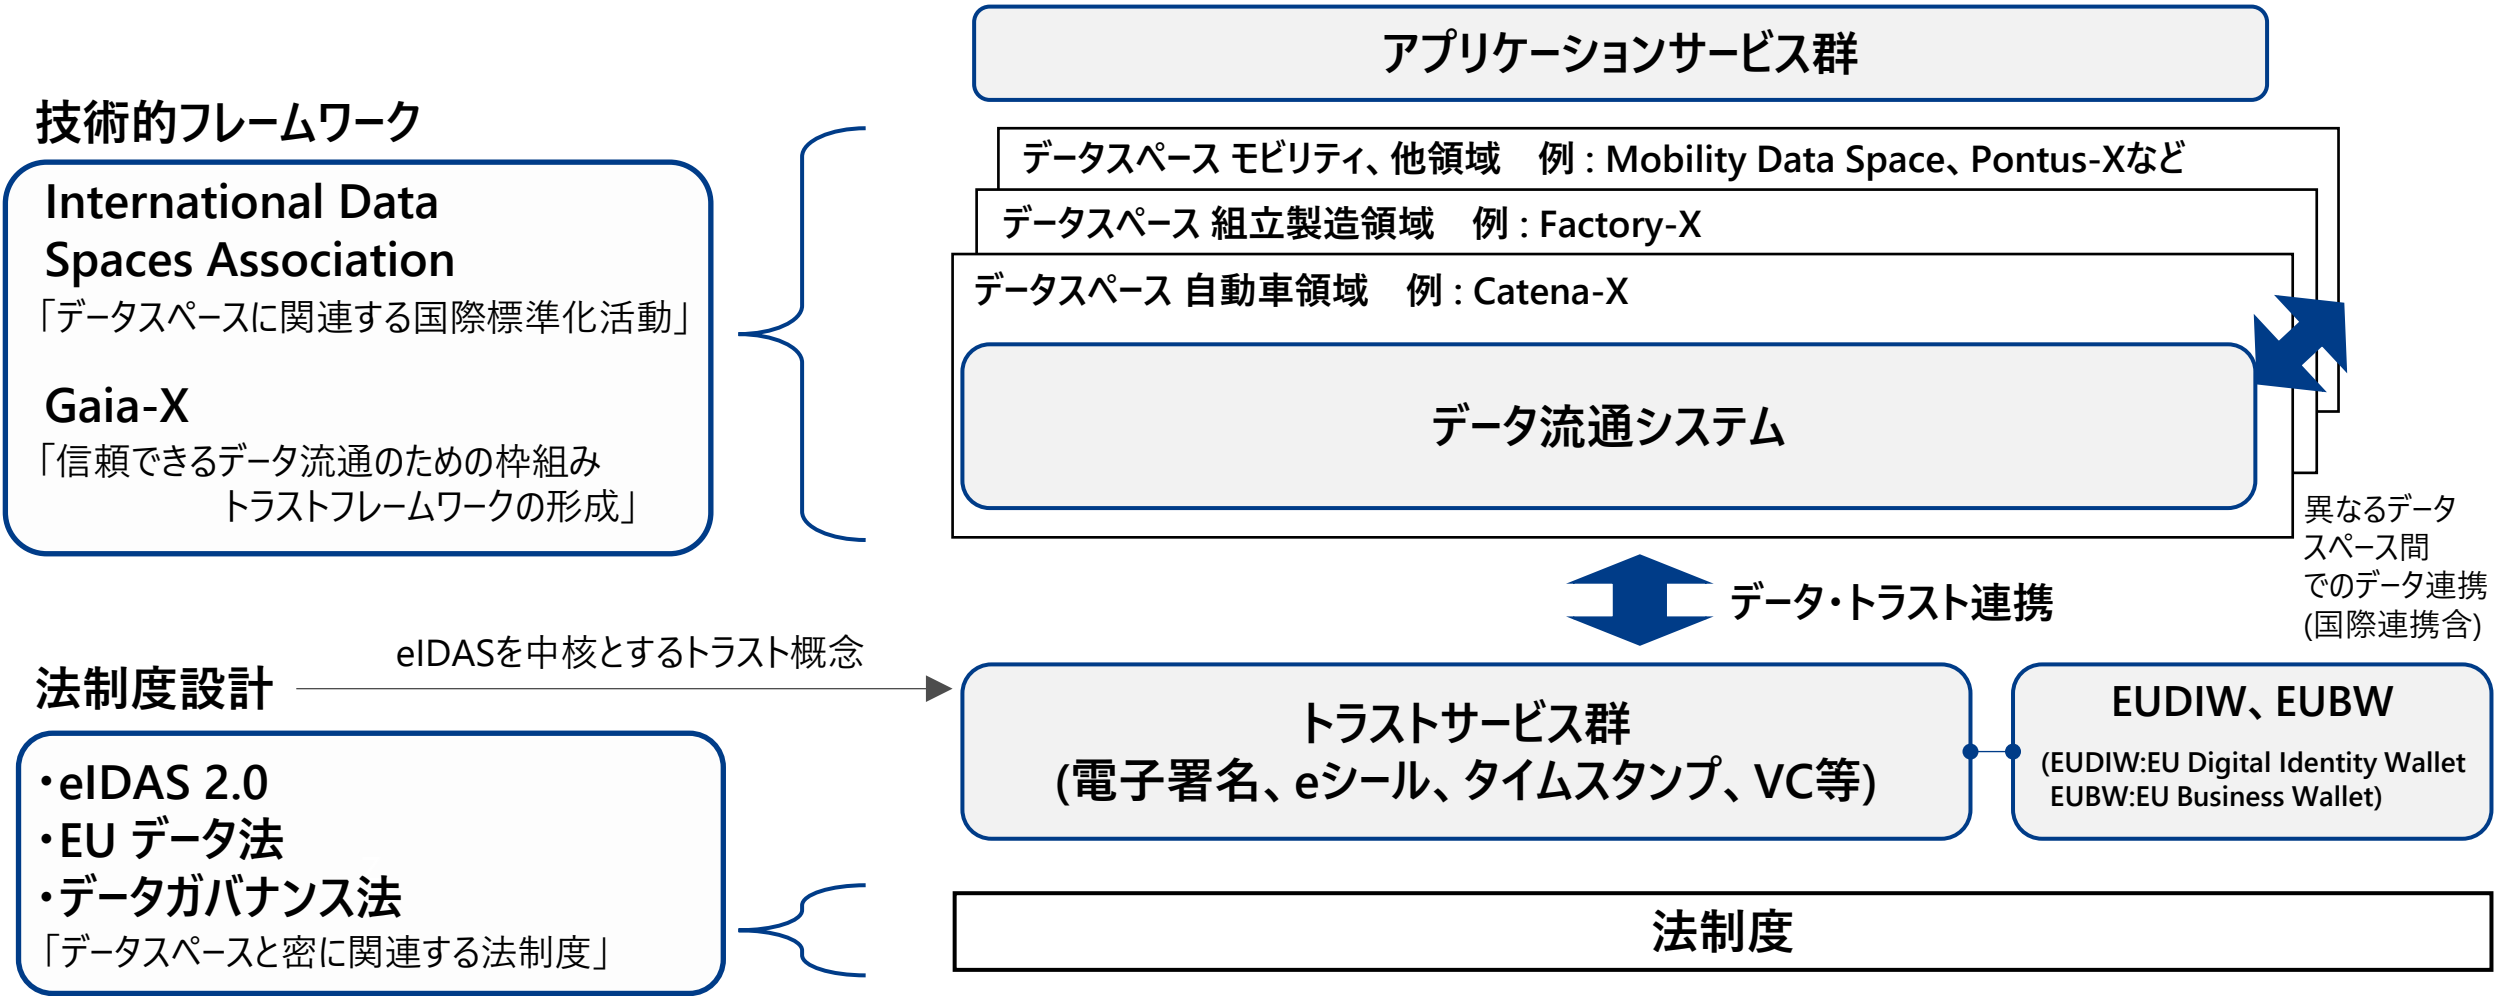 アプリケーションサービス群
技術的フレームワーク
International Data
Spaces Association
「データスペースに関連する国際標準化活動」
Gaia-X
「信頼できるデータ流通のための枠組み
トラストフレームワークの形成」
データスペース モビリティ、他領域　例：Mobility Data Space、Pontus-Xなど
データスペース 組立製造領域　例：Factory-X
データスペース 自動車領域　例：Catena-X
データ流通システム
異なるデータ
スペース間
でのデータ連携
(国際連携含)
データ・トラスト連携
eIDASを中核とするトラスト概念
法制度設計
・eIDAS 2.0
・EU データ法
・データガバナンス法
「データスペースと密に関連する法制度」
トラストサービス群
(電子署名、eシール、タイムスタンプ、VC等)
EUDIW、EUBW
(EUDIW:EU Digital Identity Wallet
EUBW:EU Business Wallet)
法制度